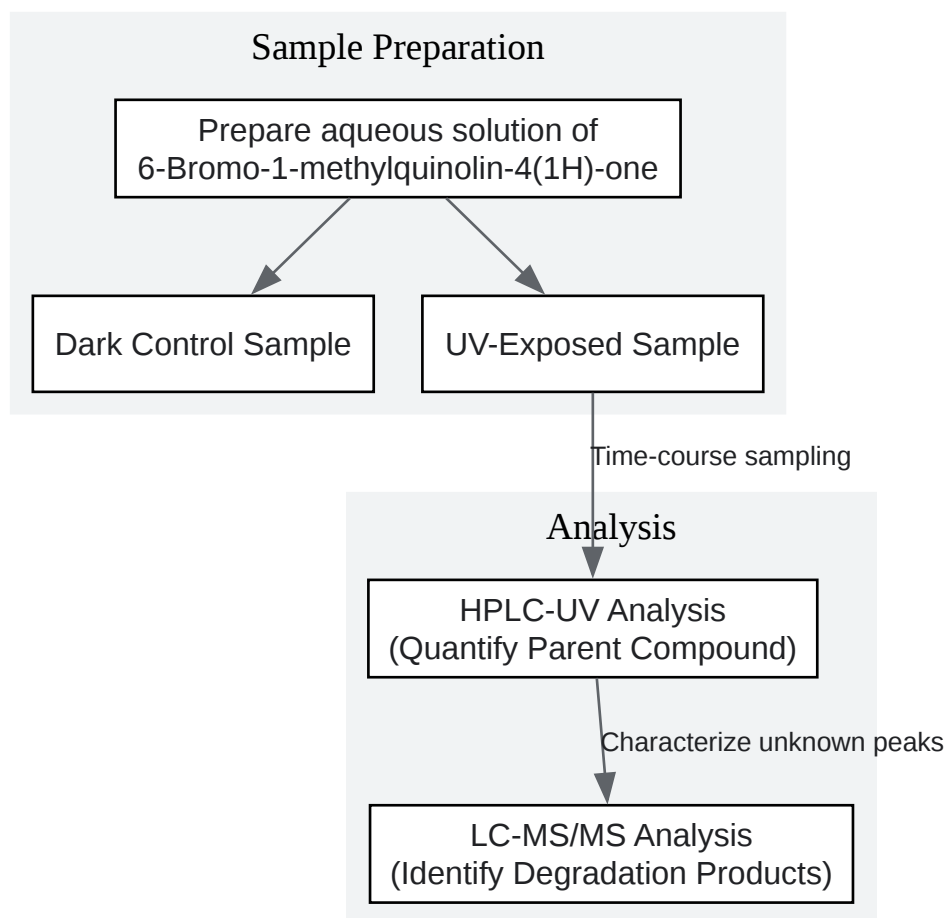 Sample Preparation
Prepare aqueous solution of
6-Bromo-1-methylquinolin-4(1H)-one
Dark Control Sample
UV-Exposed Sample
Time-course sampling
Analysis
HPLC-UV Analysis
(Quantify Parent Compound)
Characterize unknown peaks
LC-MS/MS Analysis
(Identify Degradation Products)